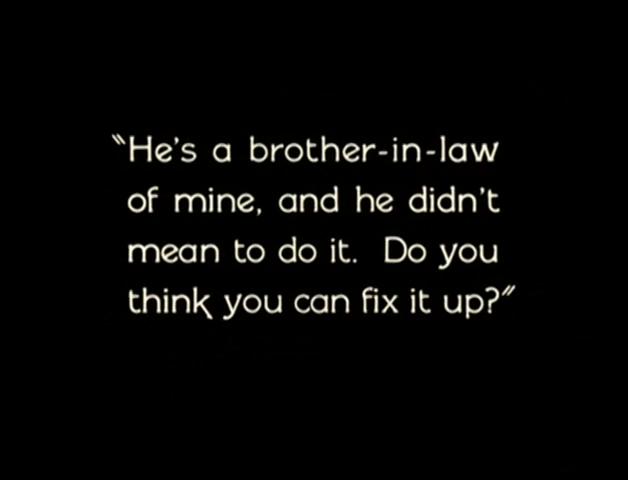 "He's a brother-in-law
of mine, and he didn't
mean to do it. Do you
think you can fix it up?"